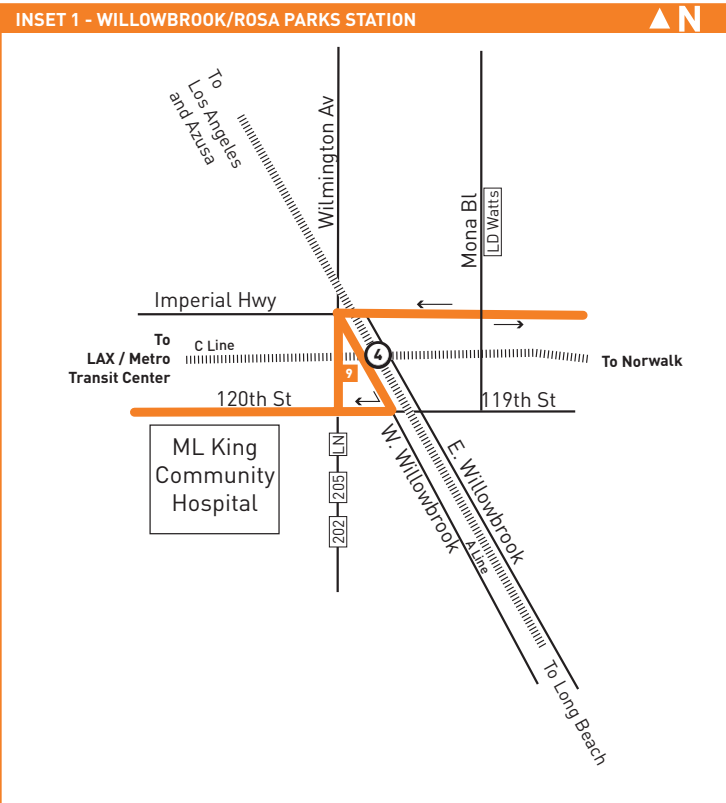 INSET 1 - WILLOWBROOK/ROSA PARKS STATION
N
To
Los Angeles
and Azusa
Wilmington Av
Mona Bl
LD Watts
Imperial Hwy
To
LAX / Metro
Transit Center
C Line
4
To Norwalk
9
120th St
119th St
ML King
Community
Hospital
LN
205
202
W. Willowbrook
E. Willowbrook
A Line
To Long Beach